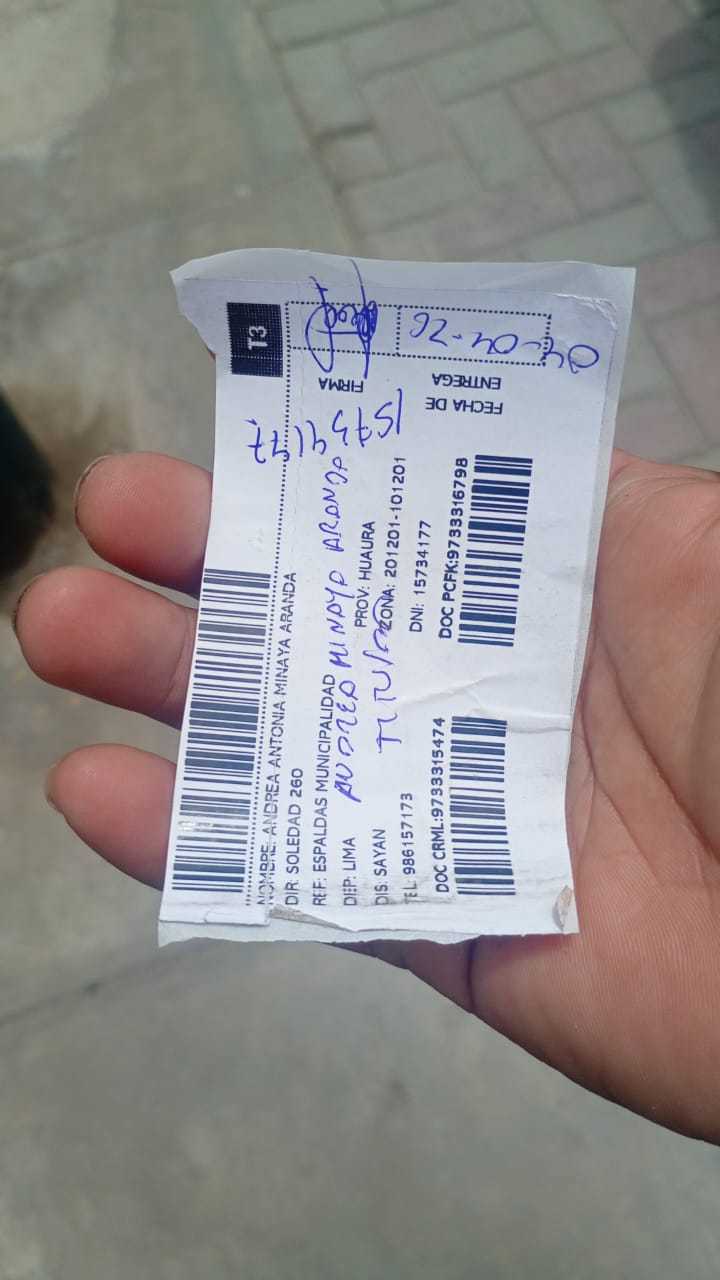 NOMBRE: ANDREA ANTONIA MINAYA ARANDA
DIR: SOLEDAD 260
REF: ESPALDAS MUNICIPALIDAD
DEP: LIMA PROV: HUAURA
DIS: SAYAN ZONA: 201201-101201
TEL: 986157173 DNI: 15734177
DOC CRML:9733315474 DOC PCFK:9733316798
ANDREA MINAYA ARANDA
TITULAR
T3
FIRMA
FECHA DE
ENTREGA
15734177
04-04-26